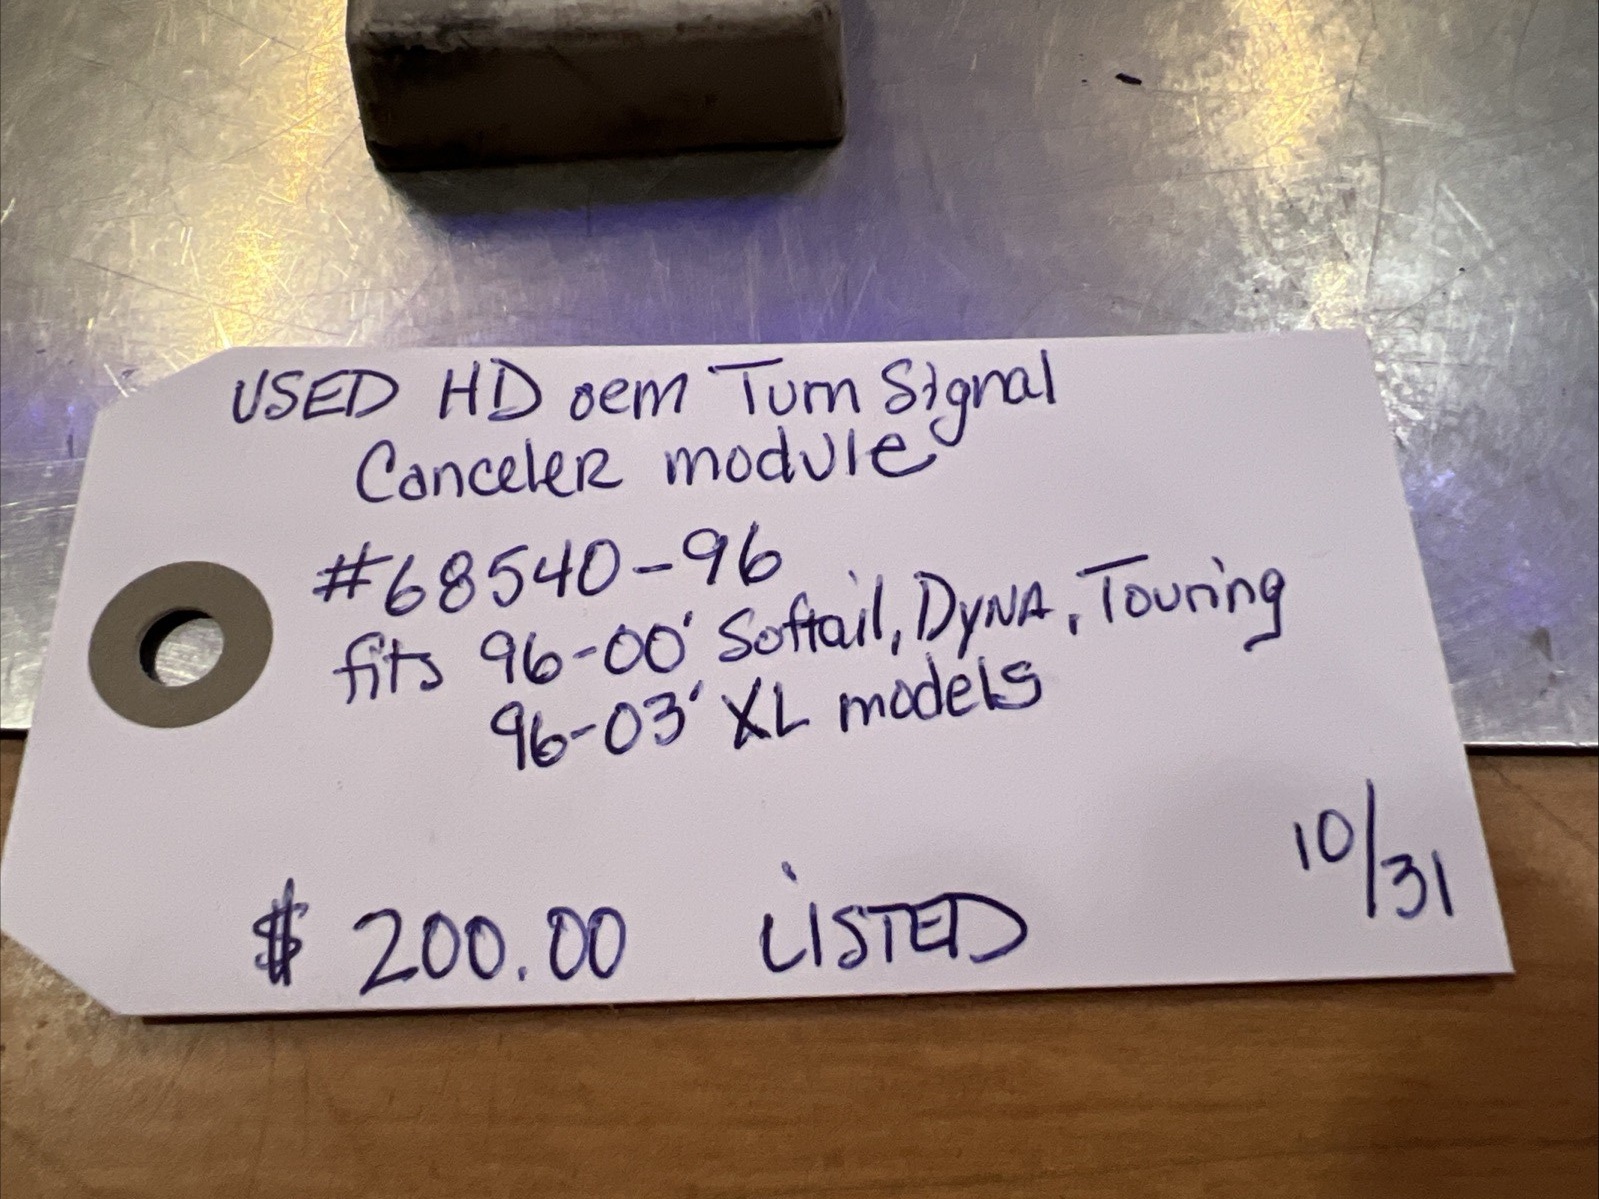 USED HD oem Turn Signal
Canceler module
#68540-96
fits 96-00' Softail, DYNA, Touring
96-03' XL models
10/31
$ 200.00 LiSTED